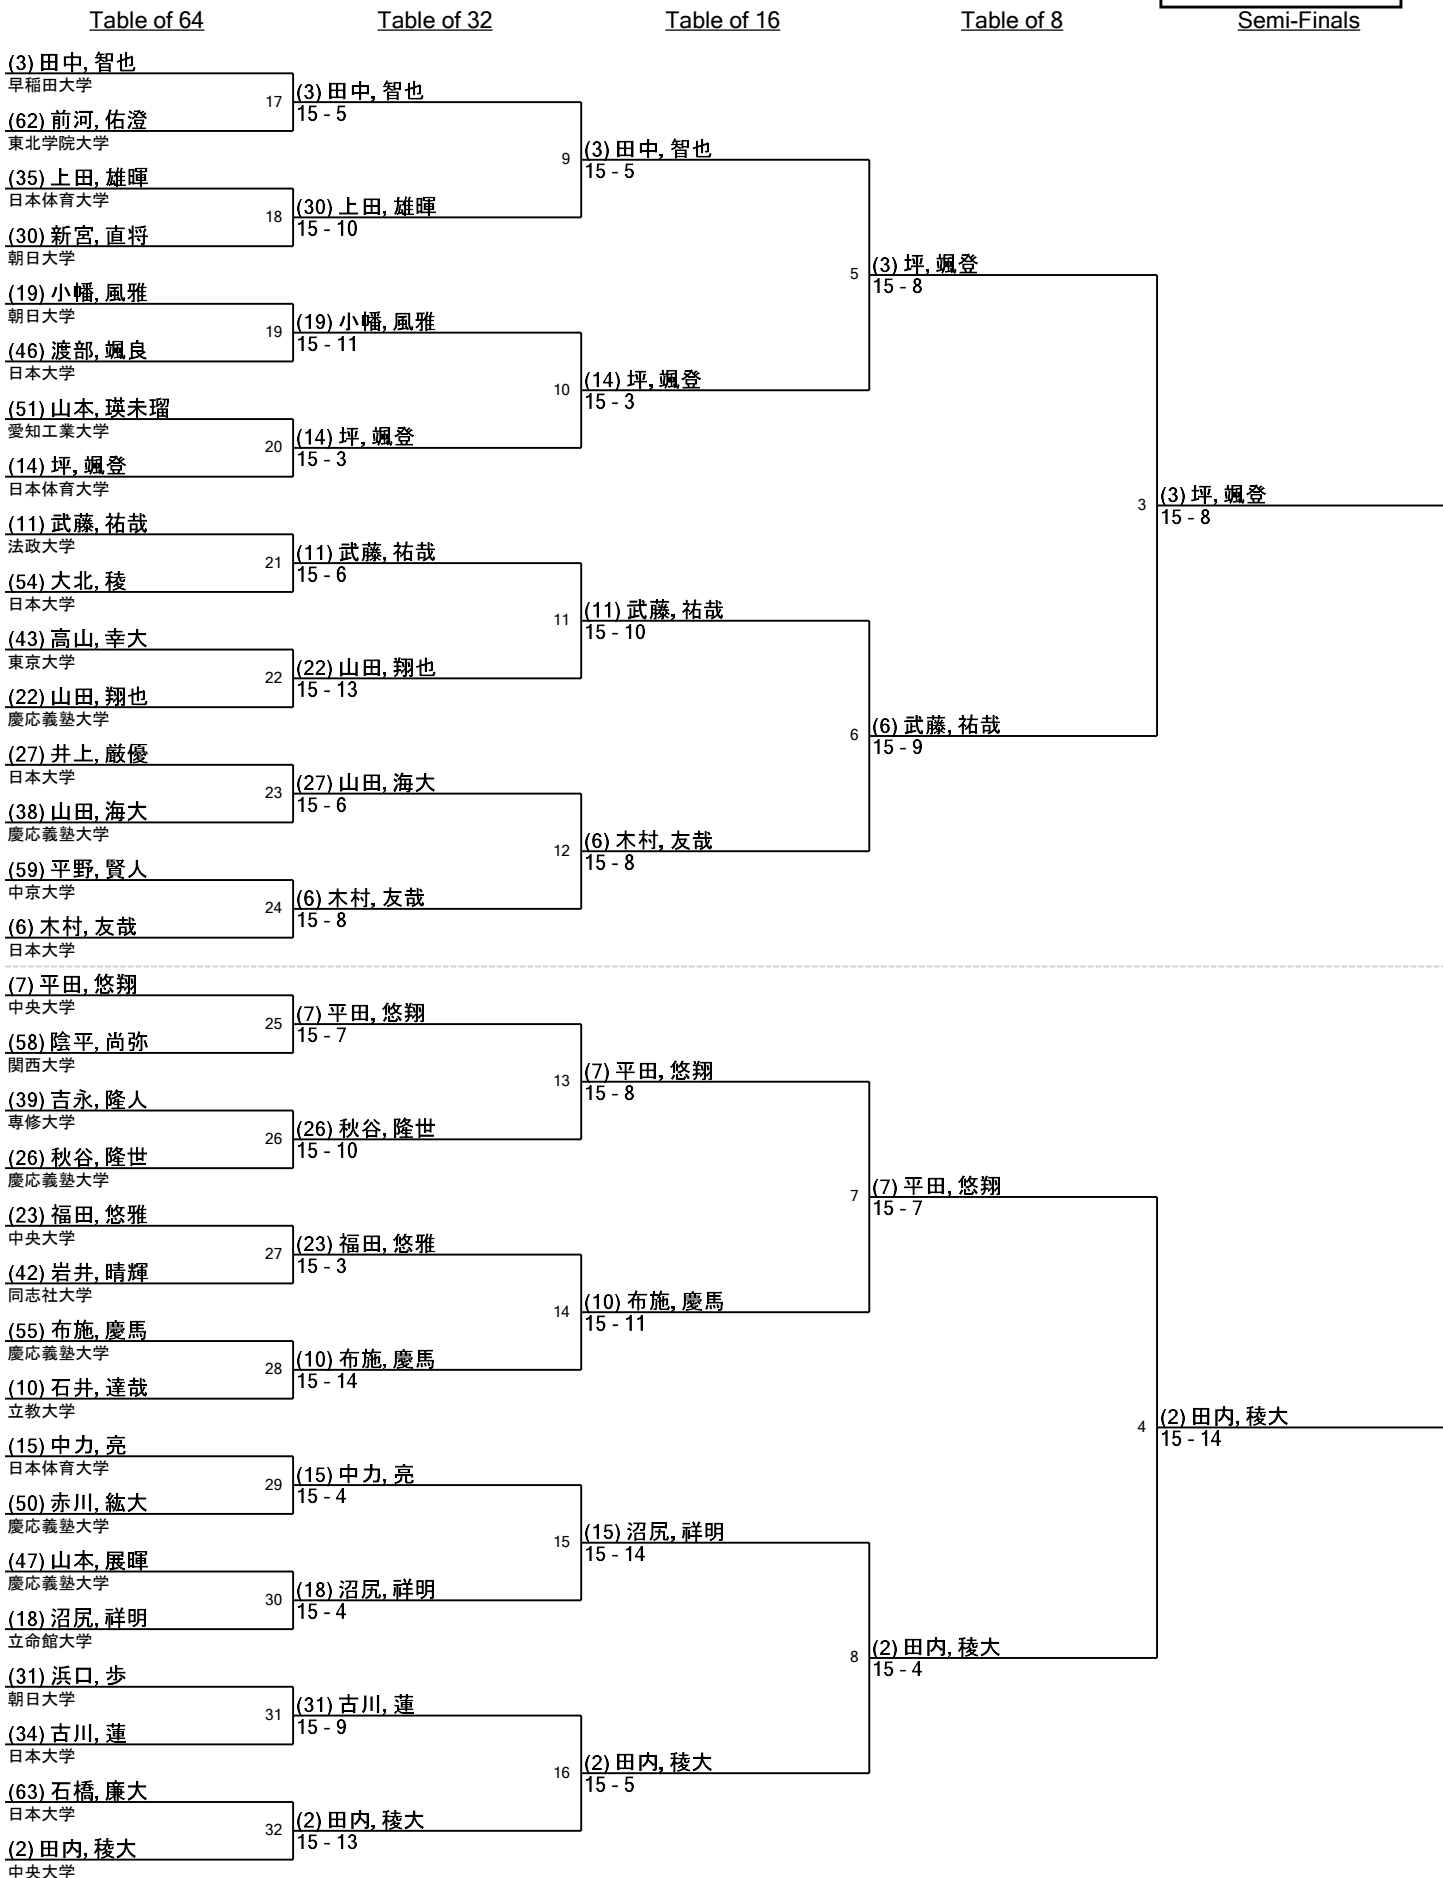 Table of 64
Table of 32
Table of 16
Table of 8
Semi-Finals
(3) 田中, 智也
早稲田大学
17
(62) 前河, 佑澄
東北学院大学
(3) 田中, 智也
15 - 5
(35) 上田, 雄暉
日本体育大学
18
(30) 新宮, 直将
朝日大学
(30) 上田, 雄暉
15 - 10
9
(3) 田中, 智也
15 - 5
(19) 小幡, 風雅
朝日大学
19
(46) 渡部, 颯良
日本大学
(19) 小幡, 風雅
15 - 11
(51) 山本, 瑛未瑠
愛知工業大学
20
(14) 坪, 颯登
日本体育大学
(14) 坪, 颯登
15 - 3
10
(14) 坪, 颯登
15 - 3
5
(3) 坪, 颯登
15 - 8
(11) 武藤, 祐哉
法政大学
21
(54) 大北, 稜
日本大学
(11) 武藤, 祐哉
15 - 6
(43) 高山, 幸大
東京大学
22
(22) 山田, 翔也
慶応義塾大学
(22) 山田, 翔也
15 - 13
11
(11) 武藤, 祐哉
15 - 10
(27) 井上, 厳優
日本大学
23
(38) 山田, 海大
慶応義塾大学
(27) 山田, 海大
15 - 6
(59) 平野, 賢人
中京大学
24
(6) 木村, 友哉
日本大学
(6) 木村, 友哉
15 - 8
12
(6) 木村, 友哉
15 - 8
6
(6) 武藤, 祐哉
15 - 9
3
(3) 坪, 颯登
15 - 8
(7) 平田, 悠翔
中央大学
25
(58) 陰平, 尚弥
関西大学
(7) 平田, 悠翔
15 - 7
(39) 吉永, 隆人
専修大学
26
(26) 秋谷, 隆世
慶応義塾大学
(26) 秋谷, 隆世
15 - 10
13
(7) 平田, 悠翔
15 - 8
(23) 福田, 悠雅
中央大学
27
(42) 岩井, 晴輝
同志社大学
(23) 福田, 悠雅
15 - 3
(55) 布施, 慶馬
慶応義塾大学
28
(10) 石井, 達哉
立教大学
(10) 布施, 慶馬
15 - 14
14
(10) 布施, 慶馬
15 - 11
7
(7) 平田, 悠翔
15 - 7
(15) 中力, 亮
日本体育大学
29
(50) 赤川, 紘大
慶応義塾大学
(15) 中力, 亮
15 - 4
(47) 山本, 展暉
慶応義塾大学
30
(18) 沼尻, 祥明
立命館大学
(18) 沼尻, 祥明
15 - 4
15
(15) 沼尻, 祥明
15 - 14
(31) 浜口, 歩
朝日大学
31
(34) 古川, 蓮
日本大学
(31) 古川, 蓮
15 - 9
(63) 石橋, 廉大
日本大学
32
(2) 田内, 稜大
中央大学
(2) 田内, 稜大
15 - 13
16
(2) 田内, 稜大
15 - 5
8
(2) 田内, 稜大
15 - 4
4
(2) 田内, 稜大
15 - 14